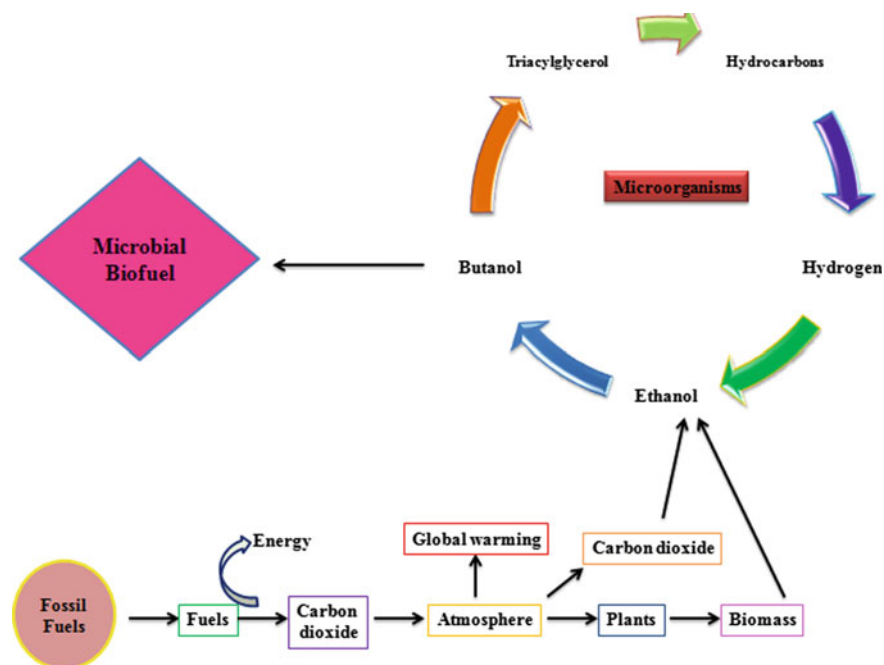 Triacylglycerol
Hydrocarbons
Microorganisms
Microbial
Biofuel
Butanol
Hydrogen
Ethanol
Energy
Global warming
Carbon dioxide
Fossil
Fuels
Fuels
Carbon
dioxide
Atmosphere
Plants
Biomass